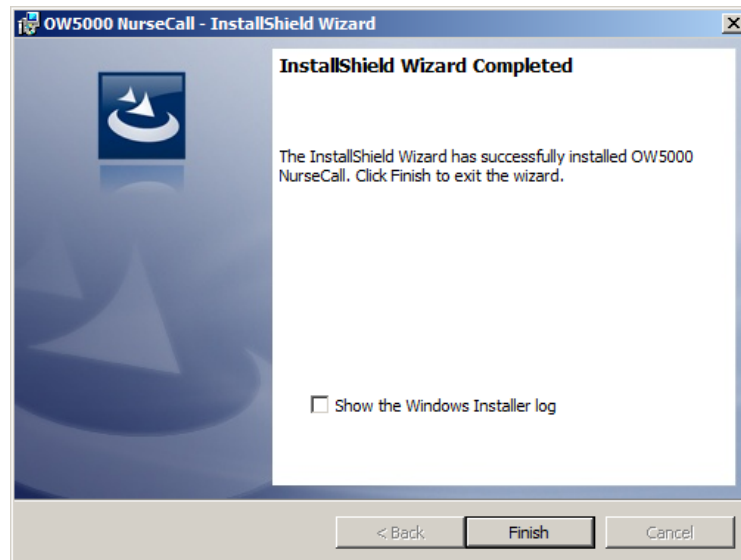 OW5000 NurseCall - InstallShield Wizard
InstallShield Wizard Completed
The InstallShield Wizard has successfully installed OW5000
NurseCall. Click Finish to exit the wizard.
Show the Windows Installer log
< Back
Finish
Cancel